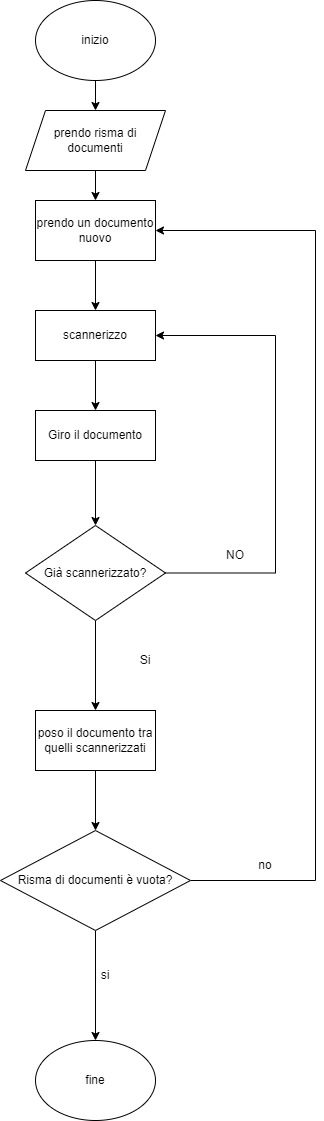 inizio
prendo risma di
documenti
prendo un documento
nuovo
scannerizzo
Giro il documento
Già scannerizzato?
NO
Si
poso il documento tra
quelli scannerizzati
Risma di documenti è vuota?
no
si
fine